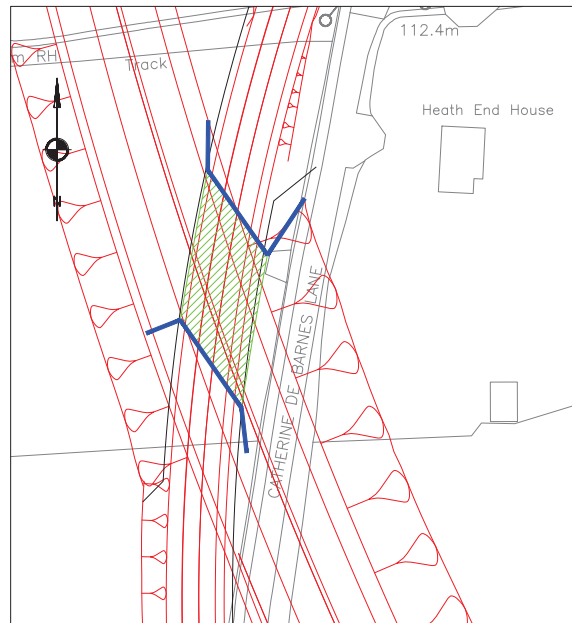 112.4m
m RH
Track
Heath End House
N
CATHERINE DE BARNES LANE